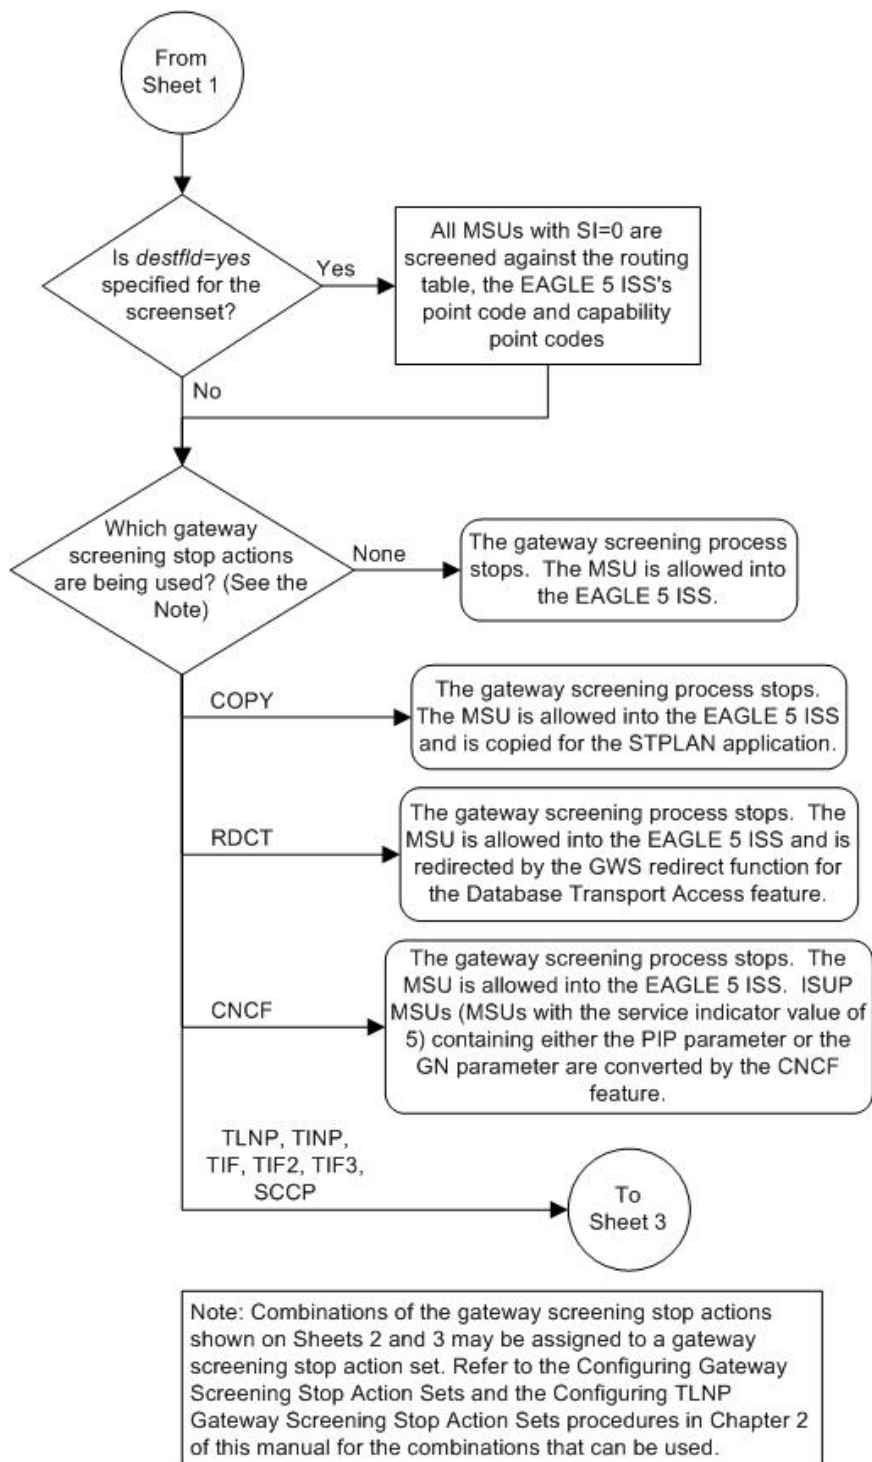 From
Sheet 1
Is destfld=yes
specified for the
screenset?
Yes
All MSUs with SI=0 are
screened against the routing
table, the EAGLE 5 ISS's
point code and capability
point codes
No
Which gateway
screening stop actions
are being used? (See the
Note)
None
The gateway screening process
stops. The MSU is allowed into
the EAGLE 5 ISS.
COPY
The gateway screening process stops.
The MSU is allowed into the EAGLE 5 ISS
and is copied for the STPLAN application.
RDCT
The gateway screening process stops. The
MSU is allowed into the EAGLE 5 ISS and is
redirected by the GWS redirect function for
the Database Transport Access feature.
CNCF
The gateway screening process stops. The
MSU is allowed into the EAGLE 5 ISS. ISUP
MSUs (MSUs with the service indicator value of
5) containing either the PIP parameter or the
GN parameter are converted by the CNCF
feature.
TLNP, TINP,
TIF, TIF2, TIF3,
SCCP
To
Sheet 3
Note: Combinations of the gateway screening stop actions
shown on Sheets 2 and 3 may be assigned to a gateway
screening stop action set. Refer to the Configuring Gateway
Screening Stop Action Sets and the Configuring TLNP
Gateway Screening Stop Action Sets procedures in Chapter 2
of this manual for the combinations that can be used.